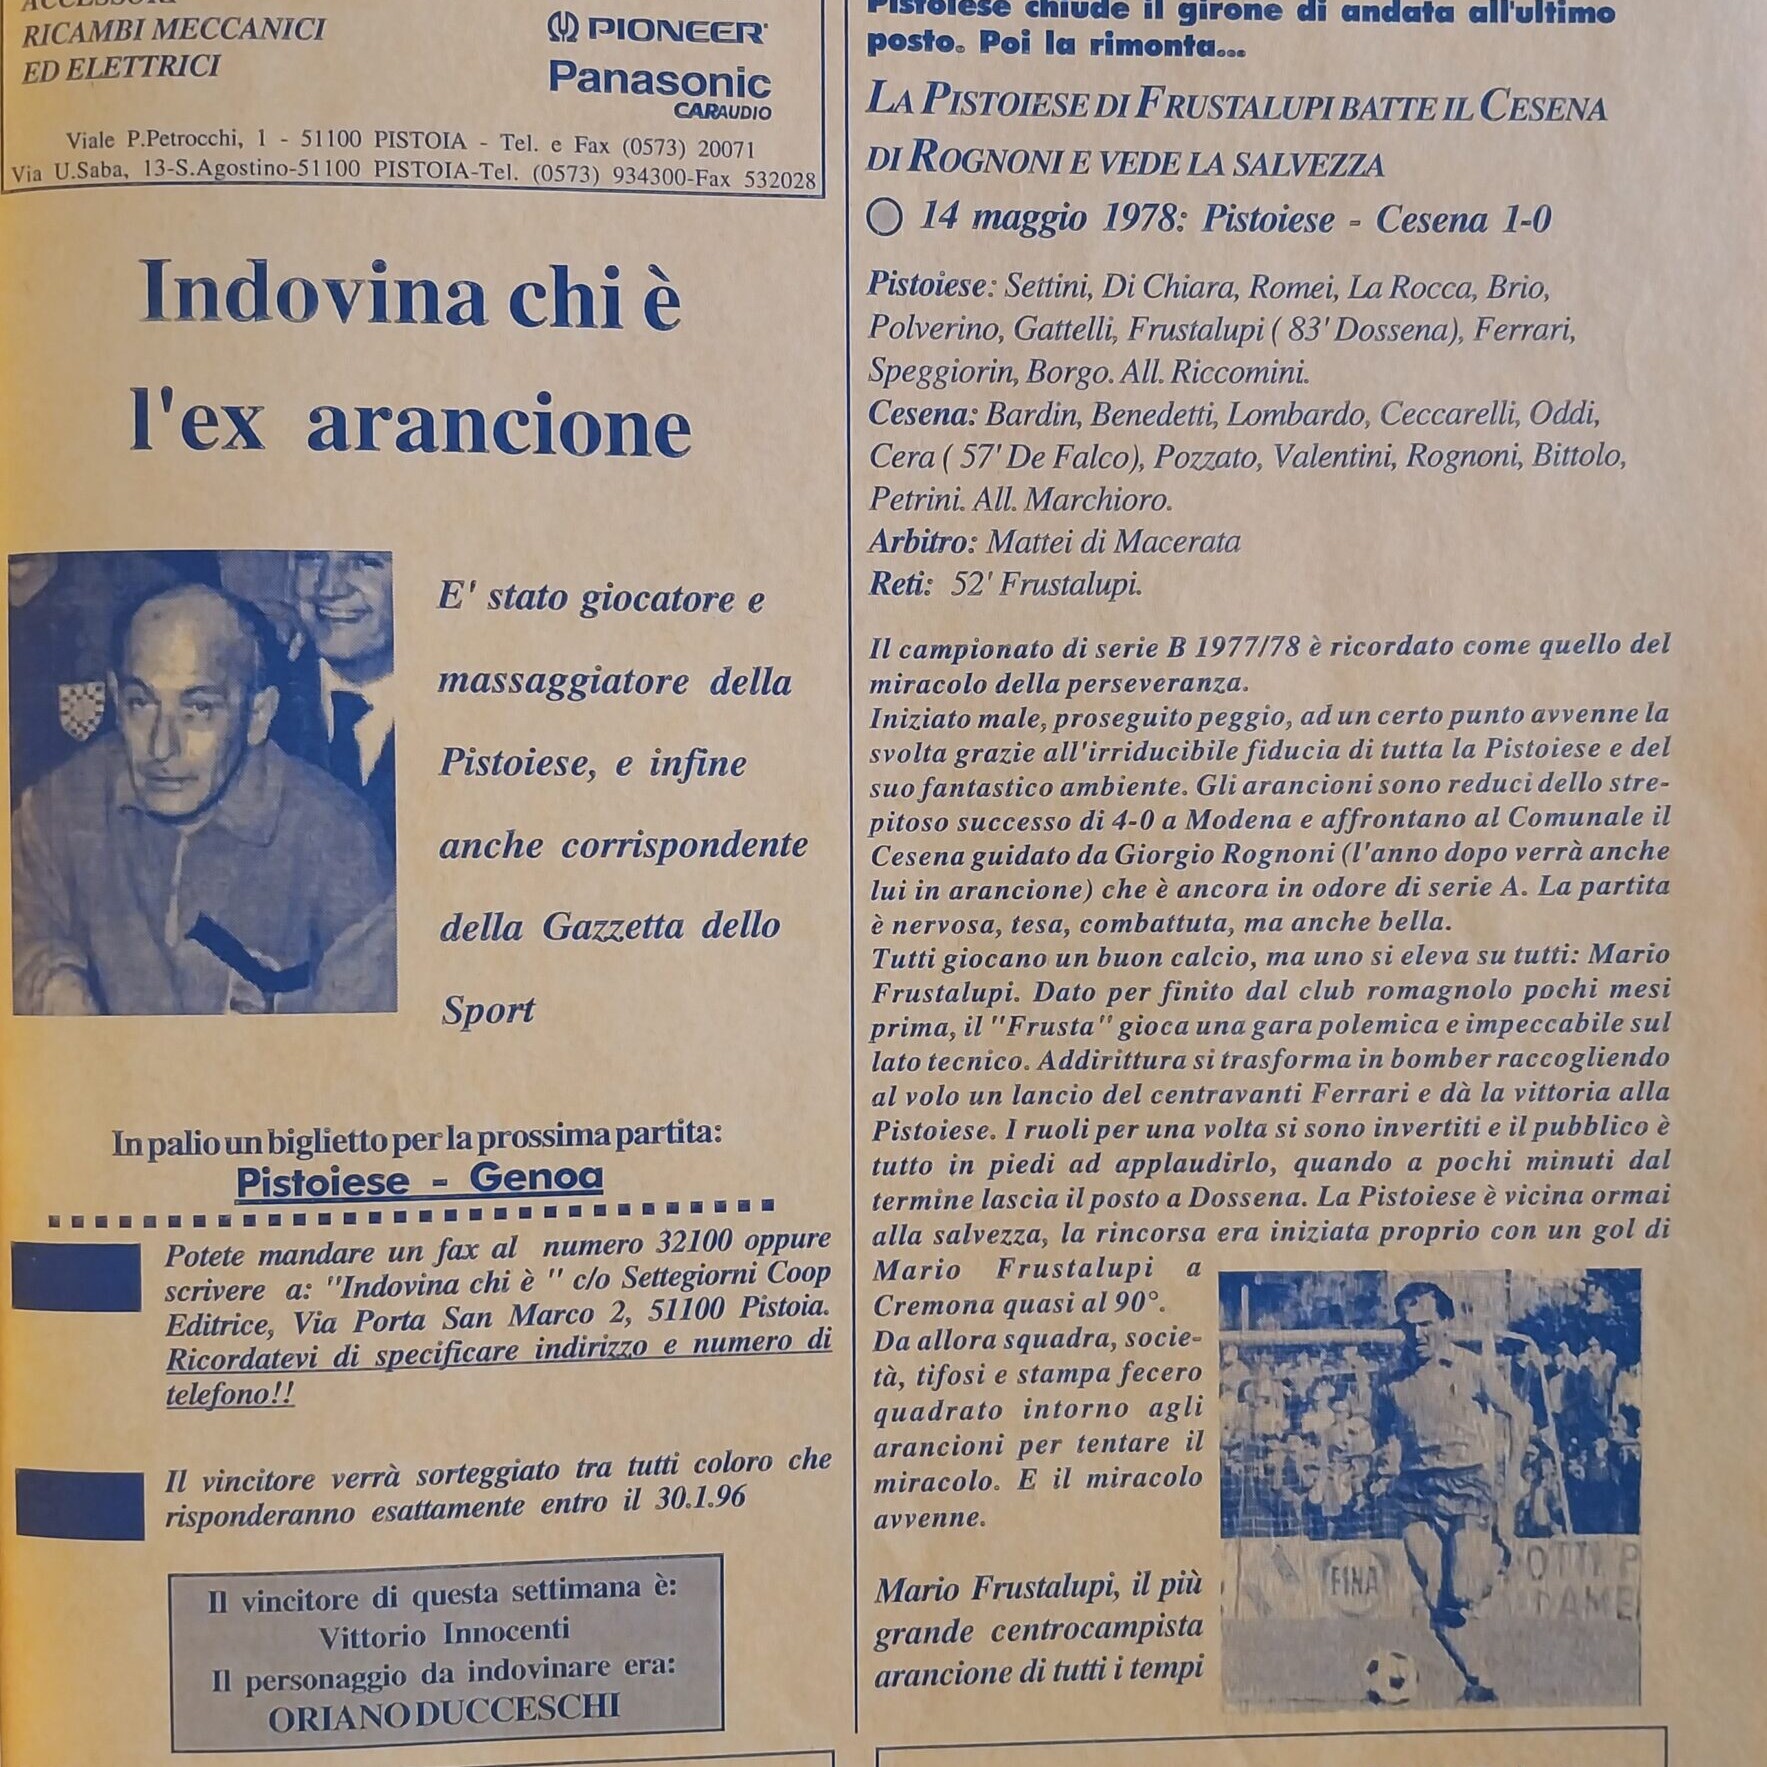 ACCESSORI
RICAMBI MECCANICI
ED ELETTRICI
PIONEER
Panasonic
CARAUDIO
Viale P.Petrocchi, 1 - 51100 PISTOIA - Tel. e Fax (0573) 20071
Via U.Saba, 13-S.Agostino-51100 PISTOIA-Tel. (0573) 934300-Fax 532028
Indovina chi è
l'ex arancione
E' stato giocatore e
massaggiatore della
Pistoiese, e infine
anche corrispondente
della Gazzetta dello
Sport
In palio un biglietto per la prossima partita:
Pistoiese - Genoa
Potete mandare un fax al numero 32100 oppure
scrivere a: "Indovina chi è " c/o Settegiorni Coop
Editrice, Via Porta San Marco 2, 51100 Pistoia.
Ricordatevi di specificare indirizzo e numero di
telefono!!
Il vincitore verrà sorteggiato tra tutti coloro che
risponderanno esattamente entro il 30.1.96
Il vincitore di questa settimana è:
Vittorio Innocenti
Il personaggio da indovinare era:
ORIANO DUCCESCHI
Pistoiese chiude il girone di andata all'ultimo
posto. Poi la rimonta...
LA PISTOIESE DI FRUSTALUPI BATTE IL CESENA
DI ROGNONI E VEDE LA SALVEZZA
14 maggio 1978: Pistoiese - Cesena 1-0
Pistoiese: Settini, Di Chiara, Romei, La Rocca, Brio,
Polverino, Gattelli, Frustalupi ( 83' Dossena), Ferrari,
Speggiorin, Borgo. All. Riccomini.
Cesena: Bardin, Benedetti, Lombardo, Ceccarelli, Oddi,
Cera ( 57' De Falco), Pozzato, Valentini, Rognoni, Bittolo,
Petrini. All. Marchioro.
Arbitro: Mattei di Macerata
Reti: 52' Frustalupi.
Il campionato di serie B 1977/78 è ricordato come quello del
miracolo della perseveranza.
Iniziato male, proseguito peggio, ad un certo punto avvenne la
svolta grazie all'irriducibile fiducia di tutta la Pistoiese e del
suo fantastico ambiente. Gli arancioni sono reduci dello stre-
pitoso successo di 4-0 a Modena e affrontano al Comunale il
Cesena guidato da Giorgio Rognoni (l'anno dopo verrà anche
lui in arancione) che è ancora in odore di serie A. La partita
è nervosa, tesa, combattuta, ma anche bella.
Tutti giocano un buon calcio, ma uno si eleva su tutti: Mario
Frustalupi. Dato per finito dal club romagnolo pochi mesi
prima, il "Frusta" gioca una gara polemica e impeccabile sul
lato tecnico. Addirittura si trasforma in bomber raccogliendo
al volo un lancio del centravanti Ferrari e dà la vittoria alla
Pistoiese. I ruoli per una volta si sono invertiti e il pubblico è
tutto in piedi ad applaudirlo, quando a pochi minuti dal
termine lascia il posto a Dossena. La Pistoiese è vicina ormai
alla salvezza, la rincorsa era iniziata proprio con un gol di
Mario Frustalupi a
Cremona quasi al 90°.
Da allora squadra, socie-
tà, tifosi e stampa fecero
quadrato intorno agli
arancioni per tentare il
miracolo. E il miracolo
avvenne.
Mario Frustalupi, il più
grande centrocampista
arancione di tutti i tempi
FINA
OTTI P
DAME